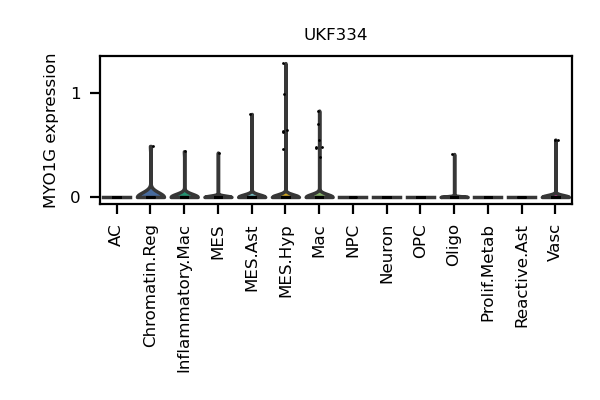 UKF334
MYO1G expression
1
0
AC
Chromatin.Reg
Inflammatory.Mac
MES
MES.Ast
MES.Hyp
Mac
NPC
Neuron
OPC
Oligo
Prolif.Metab
Reactive.Ast
Vasc